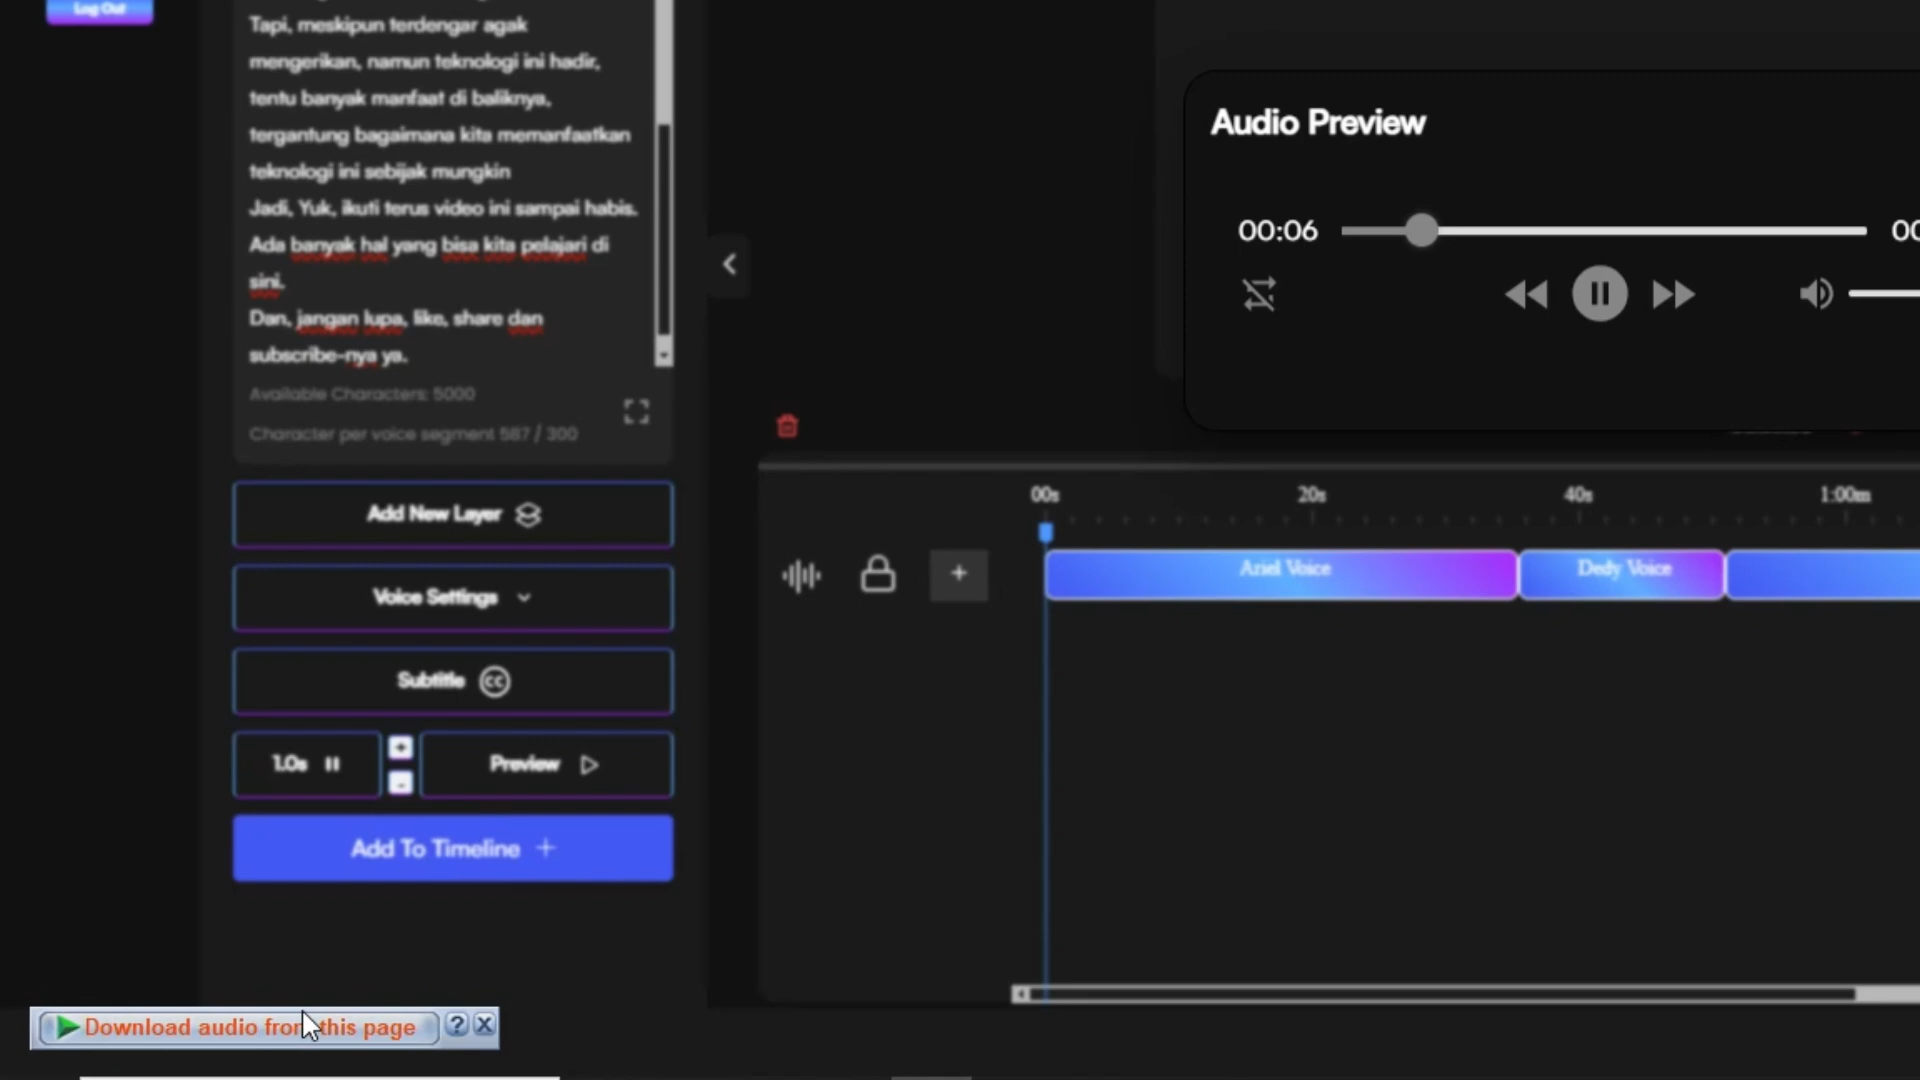 Log Out
Tapi, meskipun terdengar agak
mengerikan, namun teknologi ini hadir,
tentu banyak manfaat di baliknya,
tergantung bagaimana kita memanfaatkan
teknologi ini sebijak mungkin
Jadi, Yuk, ikuti terus video ini sampai habis.
Ada banyak hal yang bisa kita pelajari di
sini.
Dan, jangan lupa, like, share dan
subscribe-nya ya.
Available Characters: 5000
Character per voice segment 587 / 300
Add New Layer
Voice Settings
Subtitle CC
1.0s
+
-
Preview
Add To Timeline +
Audio Preview
00:06
00
00s
20s
40s
1:00m
+
Ariel Voice
Dedy Voice
Download audio from this page ? X